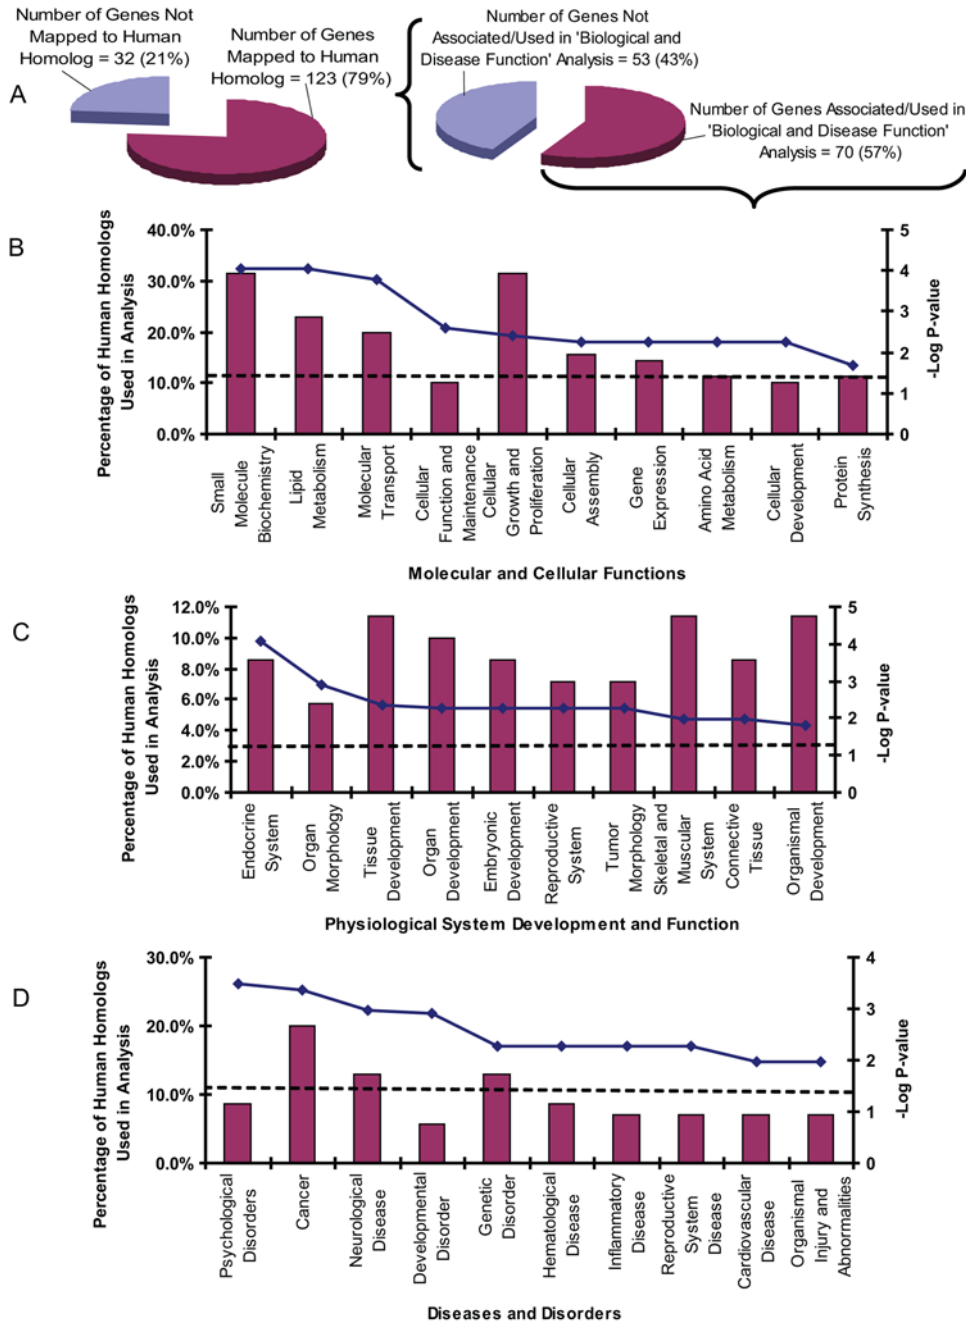 Number of Genes Not
Mapped to Human
Homolog = 32 (21%)
Number of Genes
Mapped to Human
Homolog = 123 (79%)
Number of Genes Not
Associated/Used in 'Biological and
Disease Function' Analysis = 53 (43%)
Number of Genes Associated/Used in
'Biological and Disease Function'
Analysis = 70 (57%)
A
B
Percentage of Human Homologs
Used in Analysis
40.0%
30.0%
20.0%
10.0%
0.0%
5
4
3
2
1
0
-Log P-value
Small
Molecule
Biochemistry
Lipid
Metabolism
Molecular
Transport
Cellular
Function and
Maintenance
Cellular
Growth and
Proliferation
Cellular
Assembly
Gene
Expression
Amino Acid
Metabolism
Cellular
Development
Protein
Synthesis
Molecular and Cellular Functions
C
Percentage of Human Homologs
Used in Analysis
12.0%
10.0%
8.0%
6.0%
4.0%
2.0%
0.0%
5
4
3
2
1
0
-Log P-value
Endocrine
System
Organ
Morphology
Tissue
Development
Organ
Development
Embryonic
Development
Reproductive
System
Tumor
Morphology
Skeletal and
Muscular
System
Connective
Tissue
Organismal
Development
Physiological System Development and Function
D
Percentage of Human Homologs
Used in Analysis
30.0%
20.0%
10.0%
0.0%
4
3
2
1
0
-Log P-value
Psychological
Disorders
Cancer
Neurological
Disease
Developmental
Disorder
Genetic
Disorder
Hematological
Disease
Inflammatory
Disease
Reproductive
System
Disease
Cardiovascular
Disease
Organismal
Injury and
Abnormalities
Diseases and Disorders